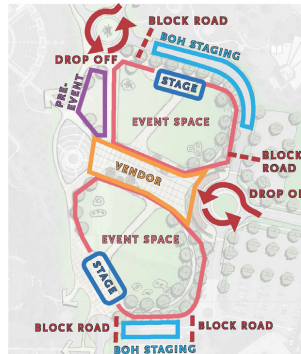 BLOCK ROAD
BOH STAGING
DROP OFF
STAGE
PRE-EVENT
EVENT SPACE
VENDOR
BLOCK
ROAD
DROP OF
EVENT SPACE
STAGE
BLOCK ROAD
BLOCK ROAD
BOH STAGING